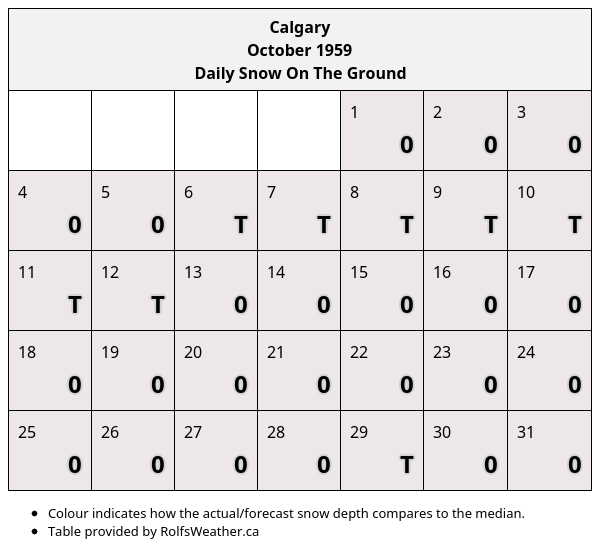 Calgary
October 1959
Daily Snow On The Ground
1 2 3
0 0 0
4 5 6 7 8 9 10
0 0 T T T T T
11 12 13 14 15 16 17
T T 0 0 0 0 0
18 19 20 21 22 23 24
0 0 0 0 0 0 0
25 26 27 28 29 30 31
0 0 0 0 T 0 0
• Colour indicates how the actual/forecast snow depth compares to the median.
• Table provided by RolfsWeather.ca